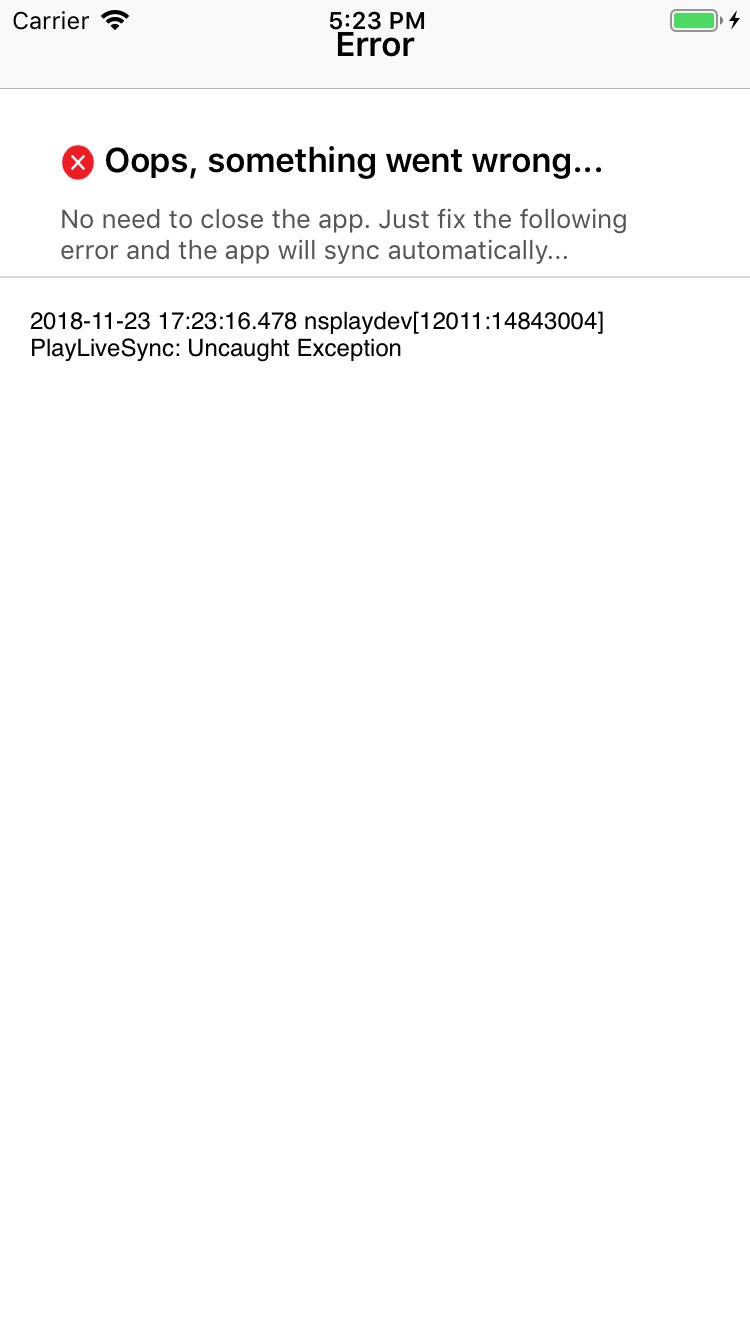 Carrier 5:23 PM
Error
Oops, something went wrong...
No need to close the app. Just fix the following
error and the app will sync automatically...
2018-11-23 17:23:16.478 nsplaydev[12011:14843004]
PlayLiveSync: Uncaught Exception